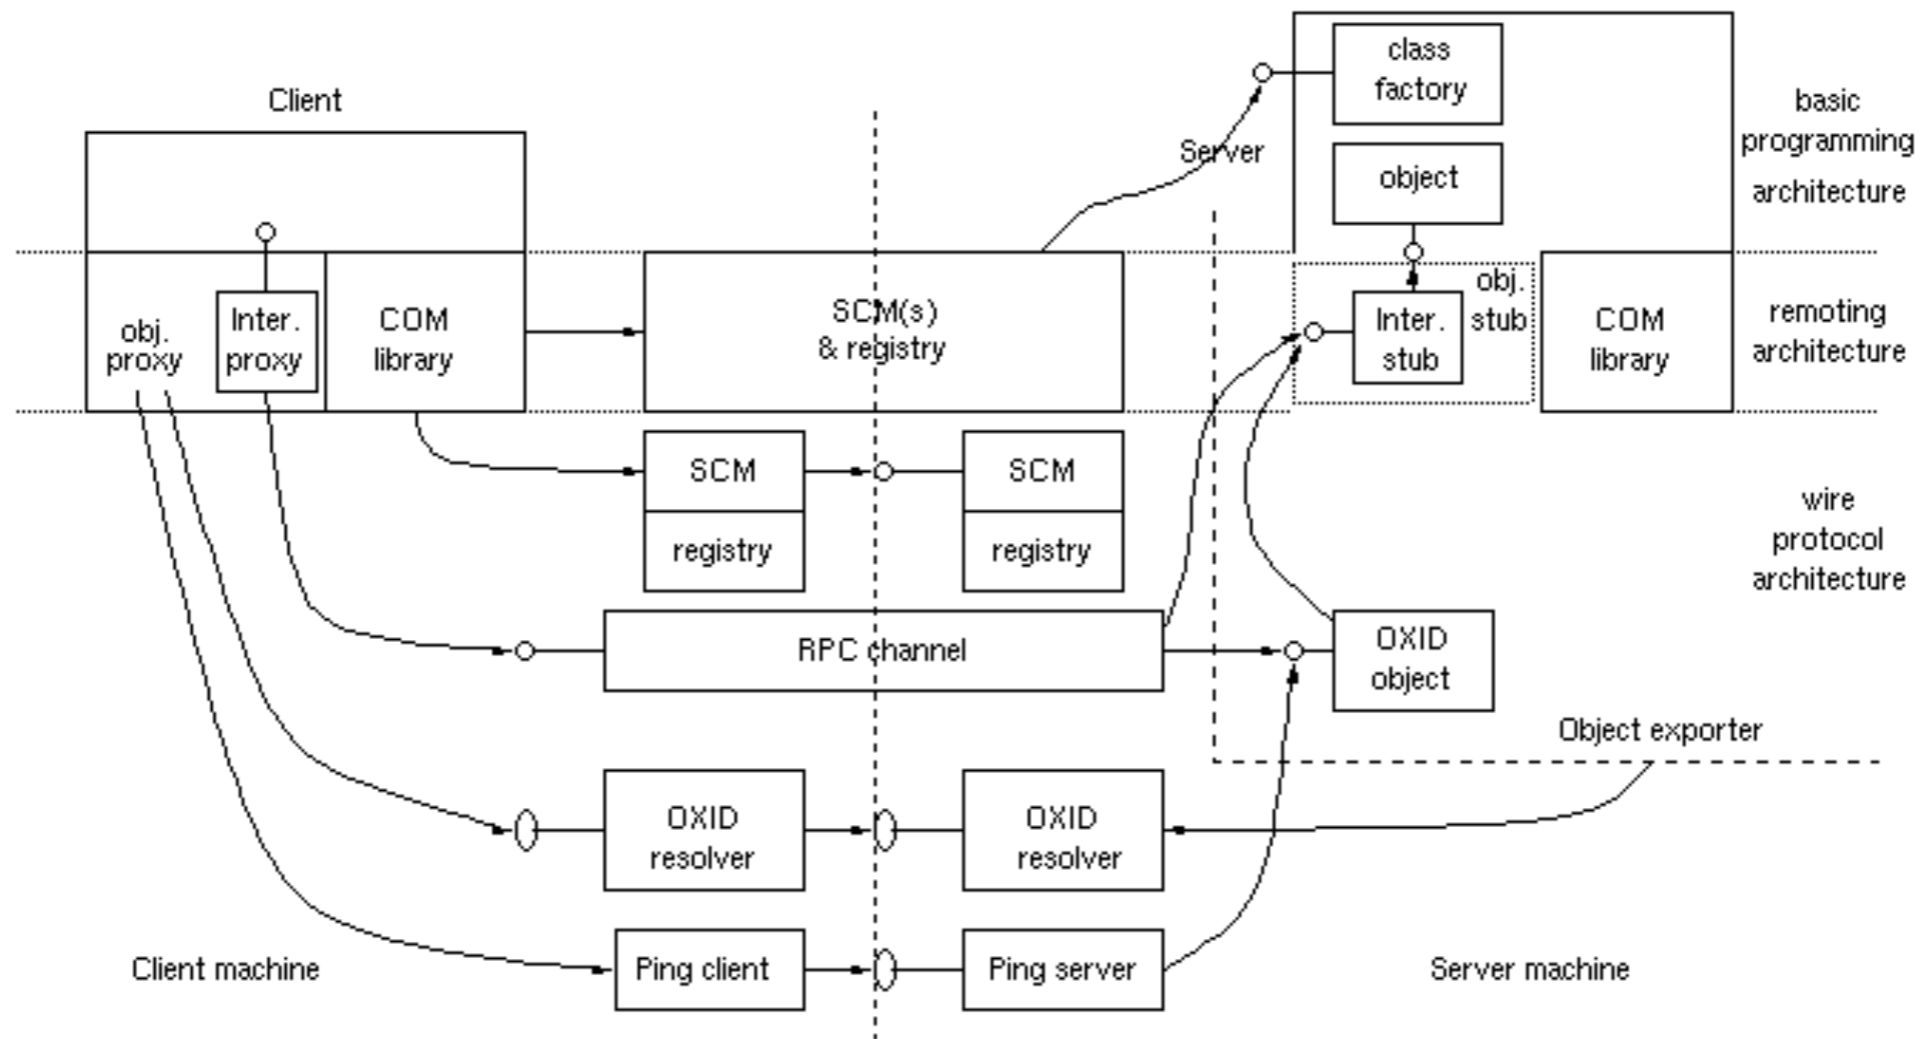 Client
class
factory
Server
object
basic
programming
architecture
obj.
proxy
Inter.
proxy
COM
library
SCM(s)
& registry
Inter.
stub
obj.
stub
COM
library
remoting
architecture
SCM
registry
SCM
registry
wire
protocol
architecture
RPC channel
OXID
object
Object exporter
OXID
resolver
OXID
resolver
Client machine
Ping client
Ping server
Server machine